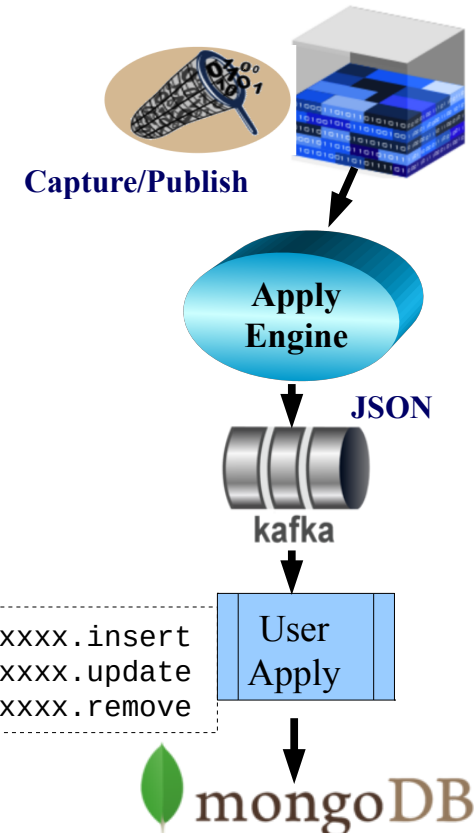 Capture/Publish
Apply
Engine
JSON
kafka
User
Apply
xxxx.insert
xxxx.update
xxxx.remove
mongoDB